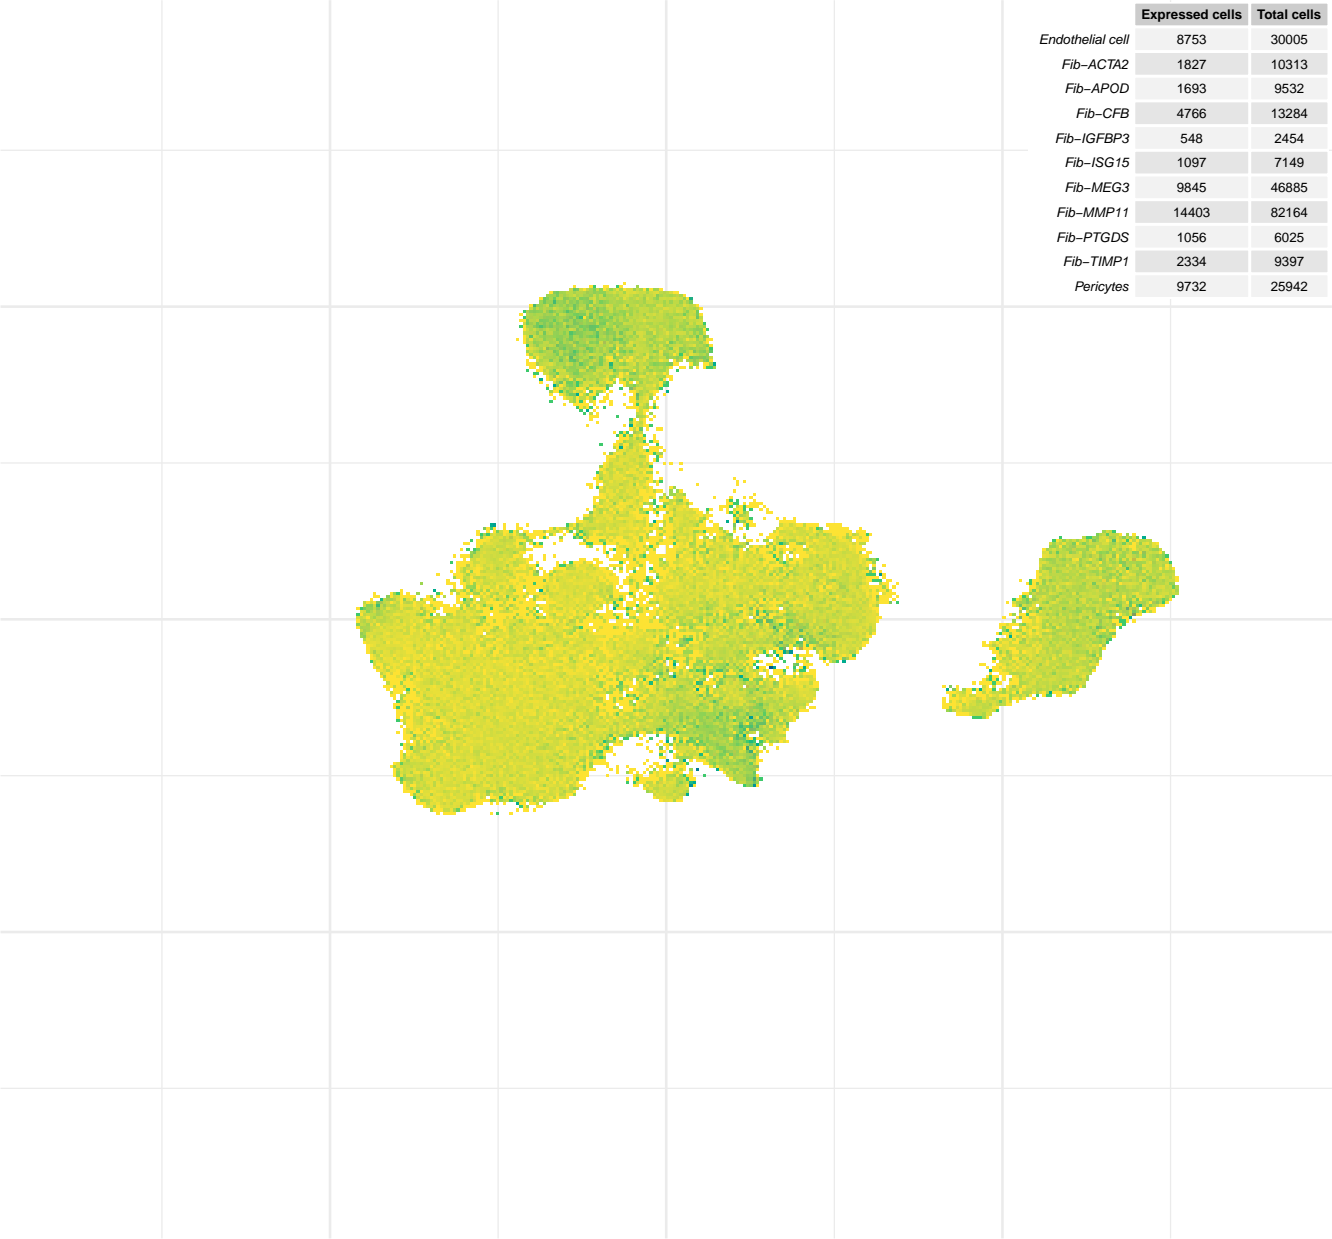 Expressed cells Total cells
Endothelial cell 8753 30005
Fib−ACTA2 1827 10313
Fib−APOD 1693 9532
Fib−CFB 4766 13284
Fib−IGFBP3 548 2454
Fib−ISG15 1097 7149
Fib−MEG3 9845 46885
Fib−MMP11 14403 82164
Fib−PTGDS 1056 6025
Fib−TIMP1 2334 9397
Pericytes 9732 25942